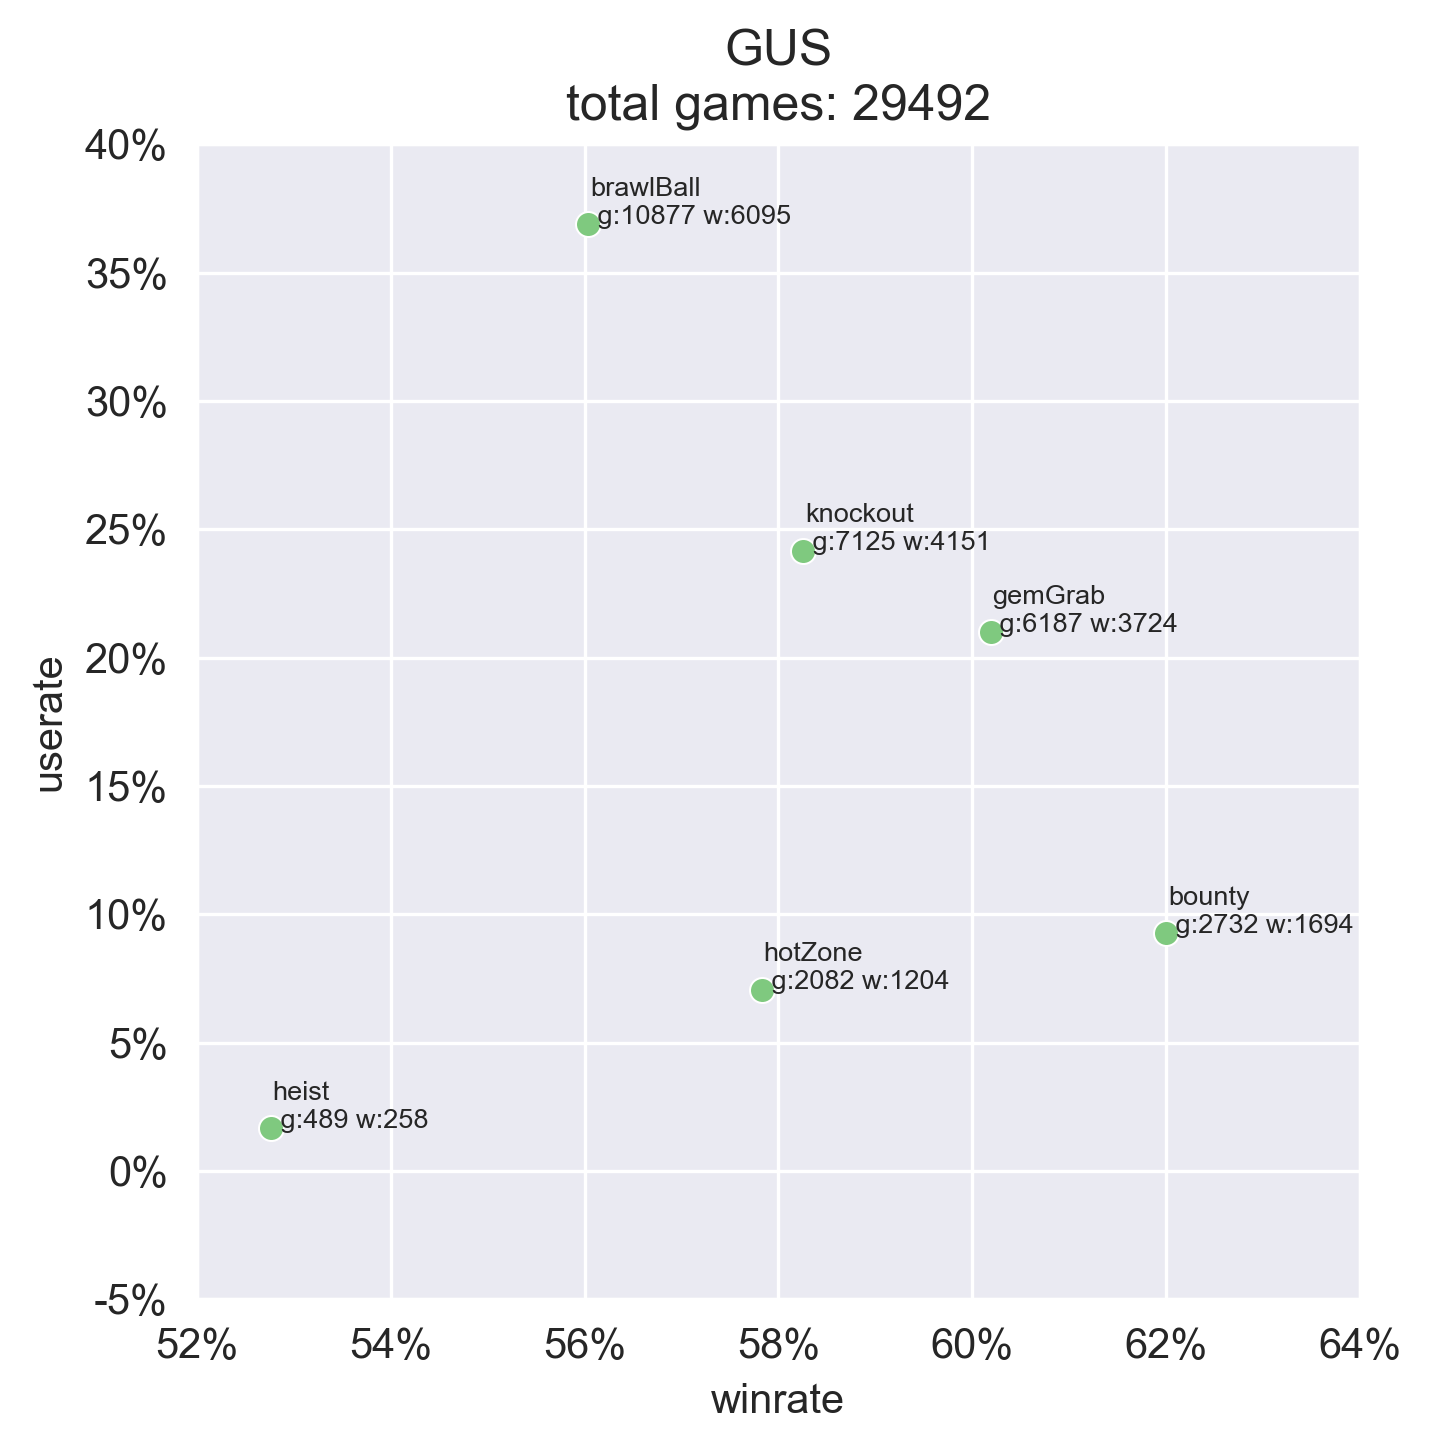 GUS
total games: 29492
40%
35%
30%
25%
20%
15%
10%
5%
0%
-5%
userate
brawlBall
g:10877 w:6095
knockout
g:7125 w:4151
gemGrab
g:6187 w:3724
bounty
g:2732 w:1694
hotZone
g:2082 w:1204
heist
g:489 w:258
52% 54% 56% 58% 60% 62% 64%
winrate